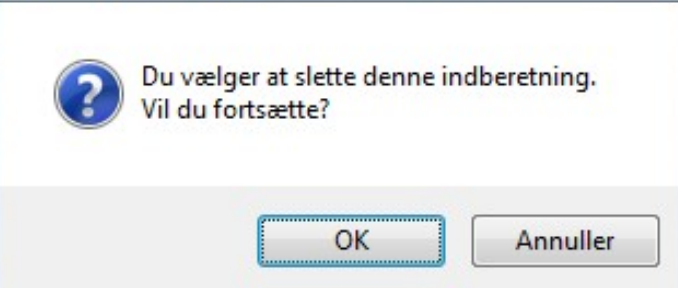 Du vælger at slette denne indberetning.
Vil du fortsætte?
OK
Annuller